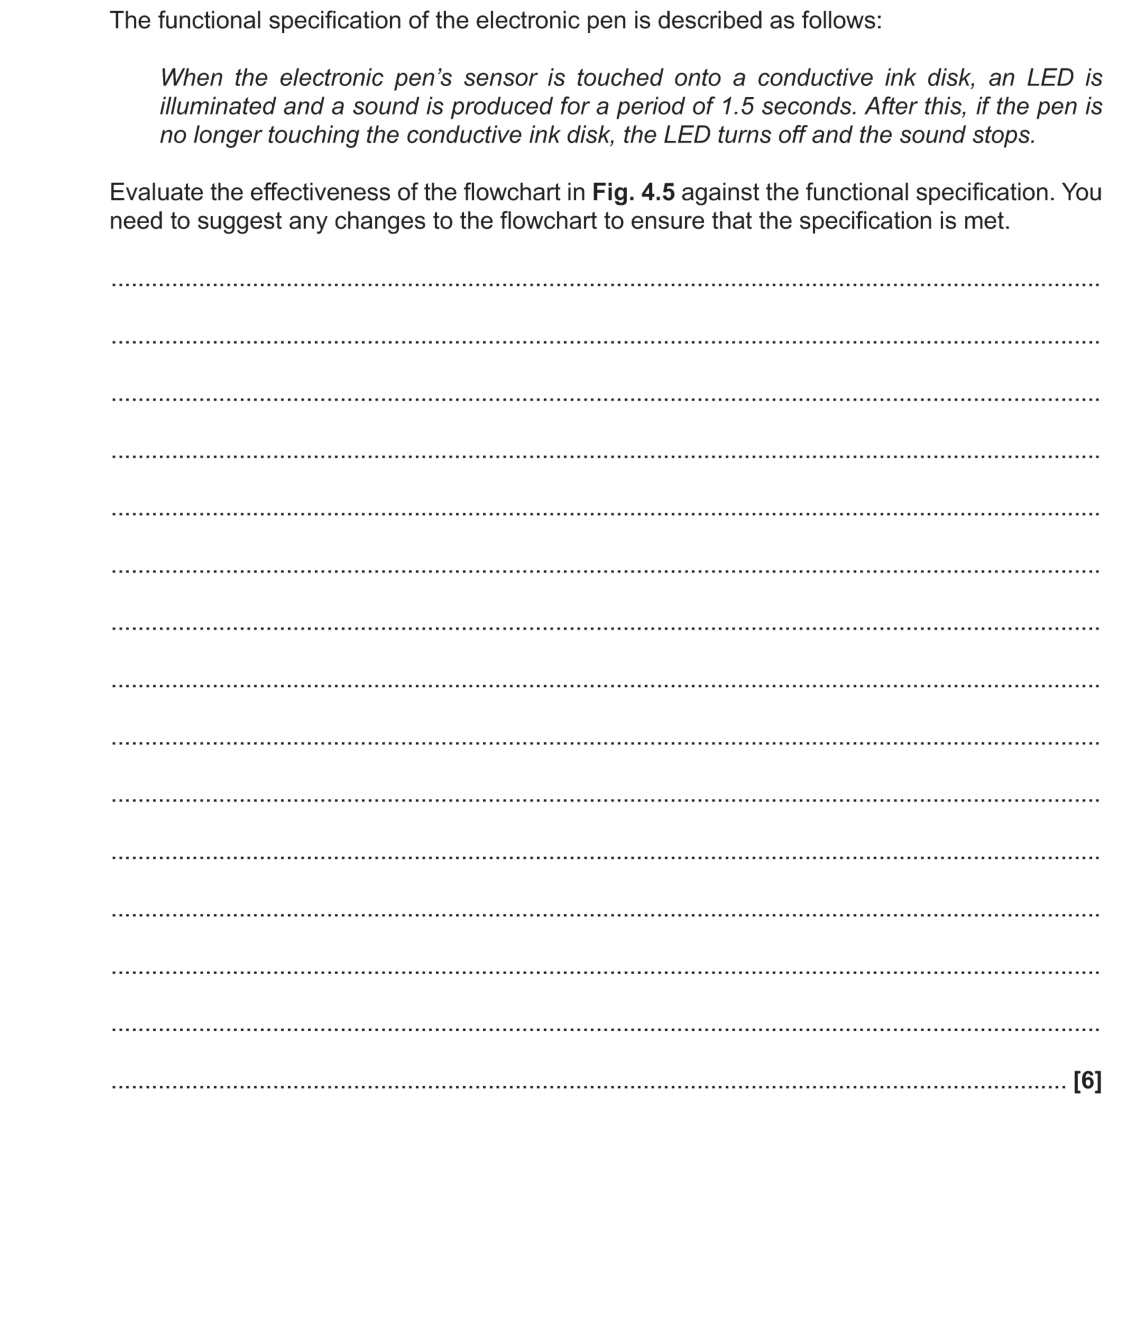 The functional specification of the electronic pen is described as follows:
When the electronic pen’s sensor is touched onto a conductive ink disk, an LED is
illuminated and a sound is produced for a period of 1.5 seconds. After this, if the pen is
no longer touching the conductive ink disk, the LED turns off and the sound stops.
Evaluate the effectiveness of the flowchart in Fig. 4.5 against the functional specification. You
need to suggest any changes to the flowchart to ensure that the specification is met.
[6]